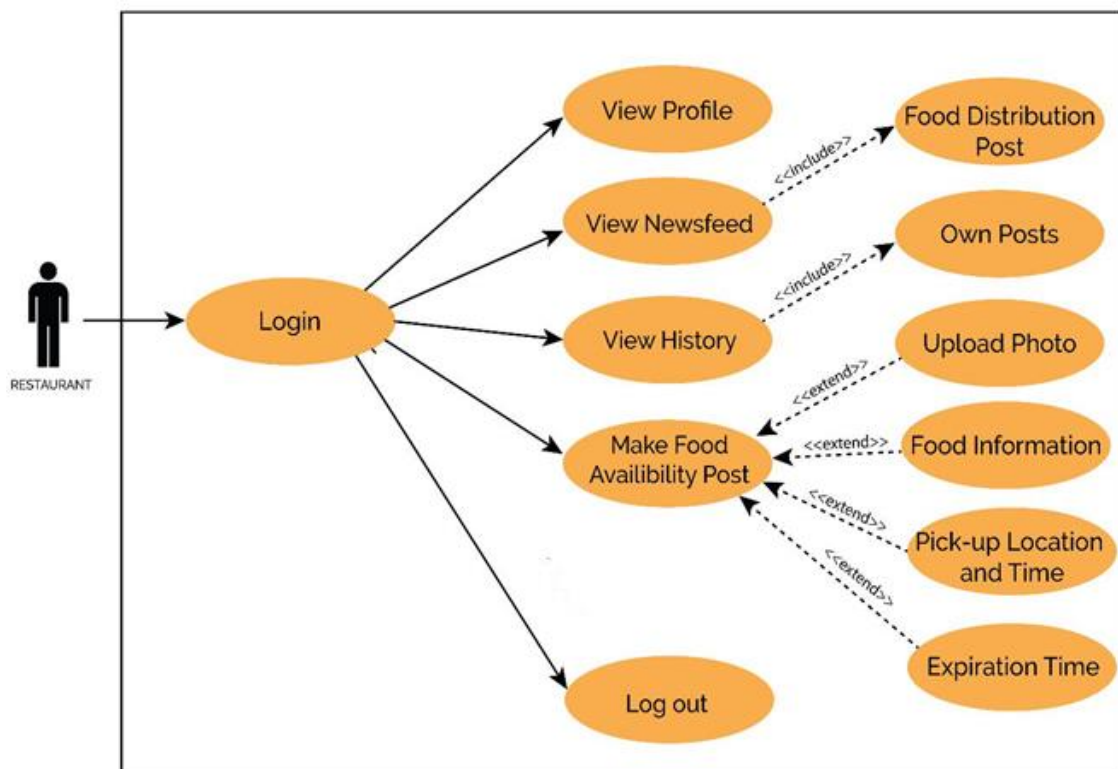 View Profile
Food Distribution
Post
<<include>>
View Newsfeed
Own Posts
<<include>>
Login
View History
Upload Photo
RESTAURANT
<<extend>>
Make Food
Availibility Post
<<extend>>
Food Information
<<extend>>
Pick-up Location
and Time
<<extend>>
Expiration Time
Log out